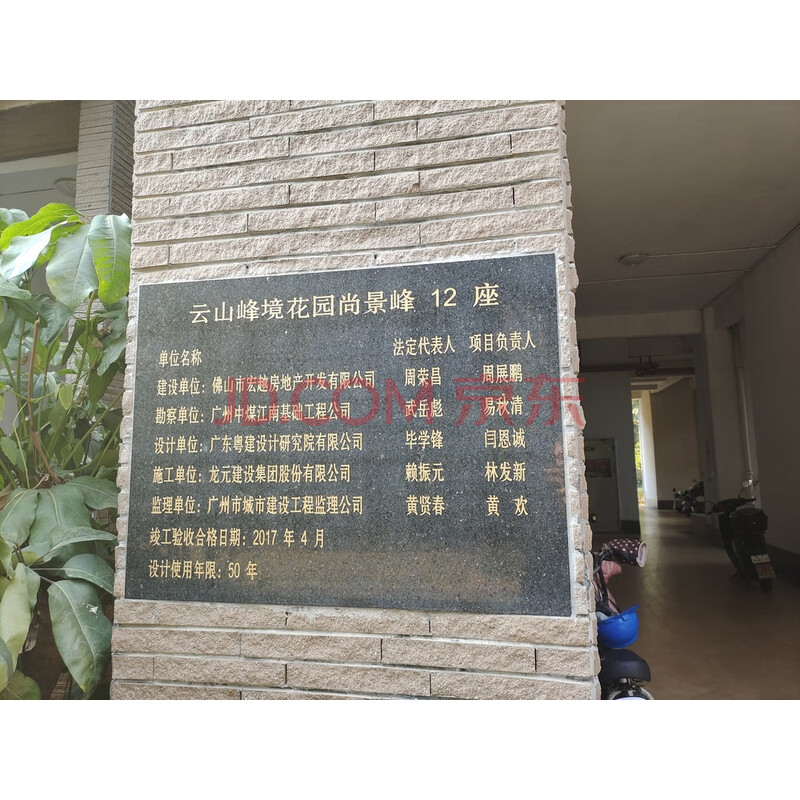 云山峰境花园尚景峰 12 座
单位名称 法定代表人 项目负责人
建设单位：佛山市宏越房地产开发有限公司 周荣昌 周展鹏
勘察单位：广州中煤江南基础工程公司 武岳彪 易秋清
设计单位：广东粤建设计研究院有限公司 毕学锋 闫恩诚
施工单位：龙元建设集团股份有限公司 赖振元 林发新
监理单位：广州市城市建设工程监理公司 黄贤春 黄 欢
竣工验收合格日期：2017 年 4 月
设计使用年限：50 年
JD.COM 京东